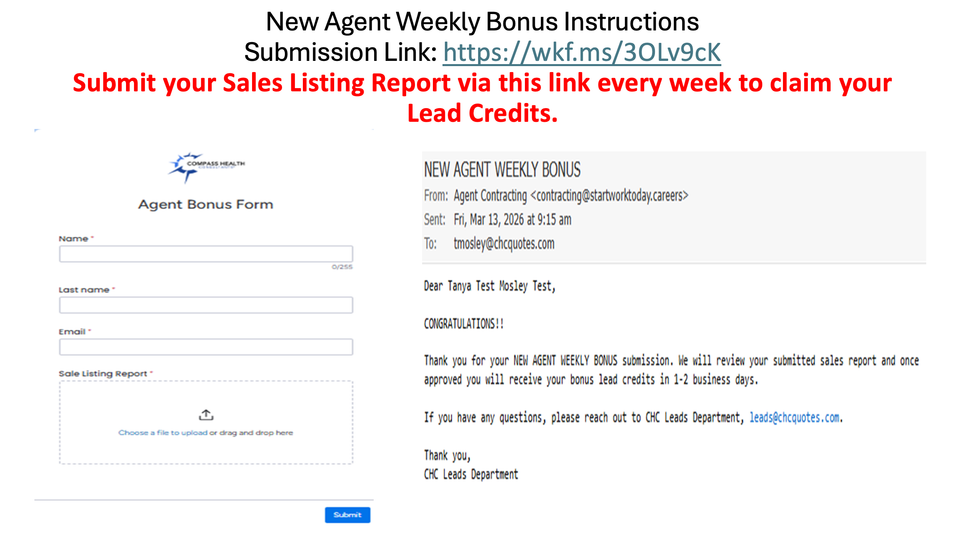 New Agent Weekly Bonus Instructions
Submission Link: https://wkf.ms/3OLv9cK
Submit your Sales Listing Report via this link every week to claim your
Lead Credits.
COMPASS HEALTH
Agent Bonus Form
Name *
0/255
Last name *
Email *
Sale Listing Report *
Choose a file to upload or drag and drop here
Submit
NEW AGENT WEEKLY BONUS
From: Agent Contracting <contracting@startworktoday.careers>
Sent: Fri, Mar 13, 2026 at 9:15 am
To: tmosley@chcquotes.com
Dear Tanya Test Mosley Test,
CONGRATULATIONS!!
Thank you for your NEW AGENT WEEKLY BONUS submission. We will review your submitted sales report and once
approved you will receive your bonus lead credits in 1-2 business days.
If you have any questions, please reach out to CHC Leads Department, leads@chcquotes.com.
Thank you,
CHC Leads Department